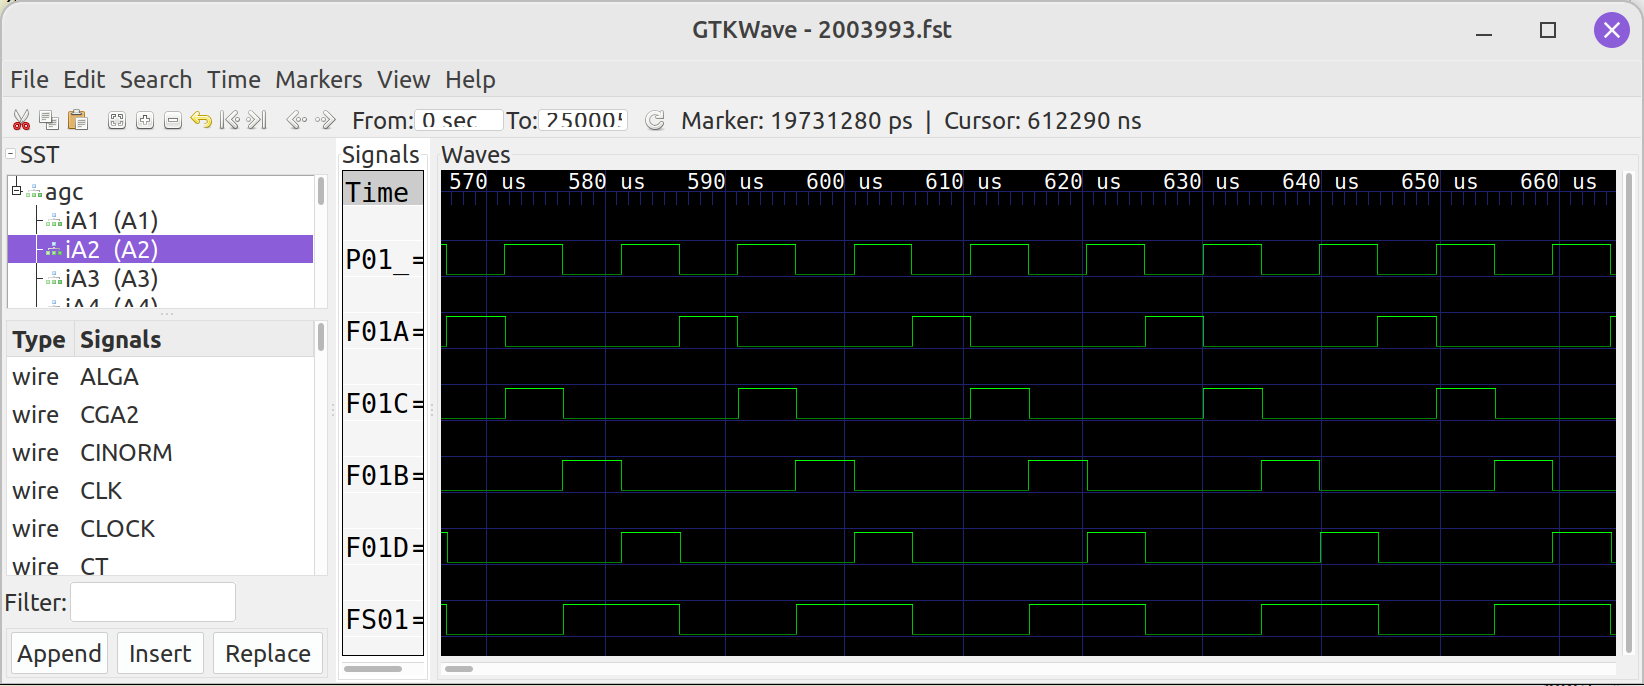 GTKWave - 2003993.fst
File Edit Search Time Markers View Help
From: 0 sec To: 250005 Marker: 19731280 ps | Cursor: 612290 ns
SST
agc
iA1 (A1)
iA2 (A2)
iA3 (A3)
iA4 (A4)
Type Signals
wire ALGA
wire CGA2
wire CINORM
wire CLK
wire CLOCK
wire CT
Filter:
Append Insert Replace
Signals
Time
P01_=
F01A=
F01C=
F01B=
F01D=
FS01=
Waves
570 us 580 us 590 us 600 us 610 us 620 us 630 us 640 us 650 us 660 us